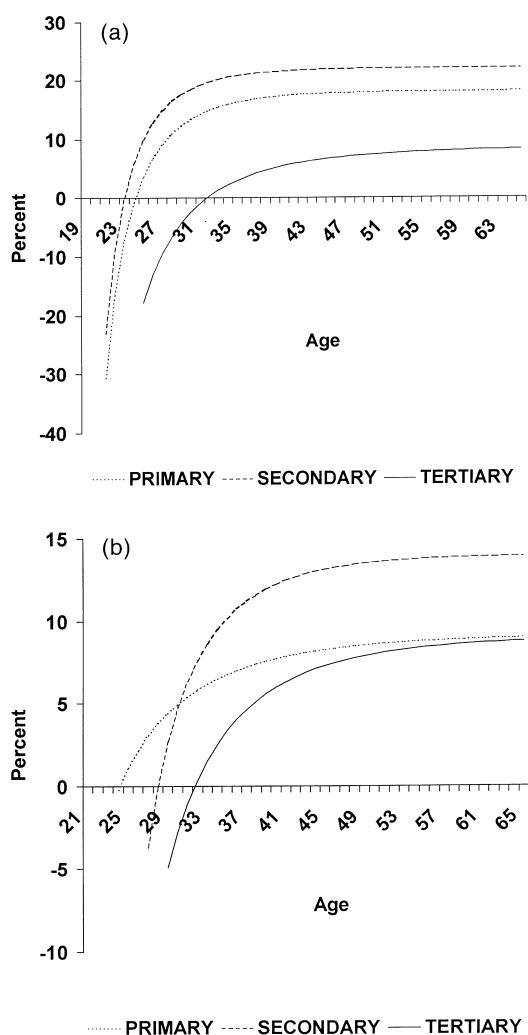 (a)
30
20
10
0
-10
-20
-30
-40
Percent
19 23 27 31 35 39 43 47 51 55 59 63
Age
PRIMARY SECONDARY TERTIARY
(b)
15
10
5
0
-5
-10
Percent
21 25 29 33 37 41 45 49 53 57 61 65
Age
PRIMARY SECONDARY TERTIARY